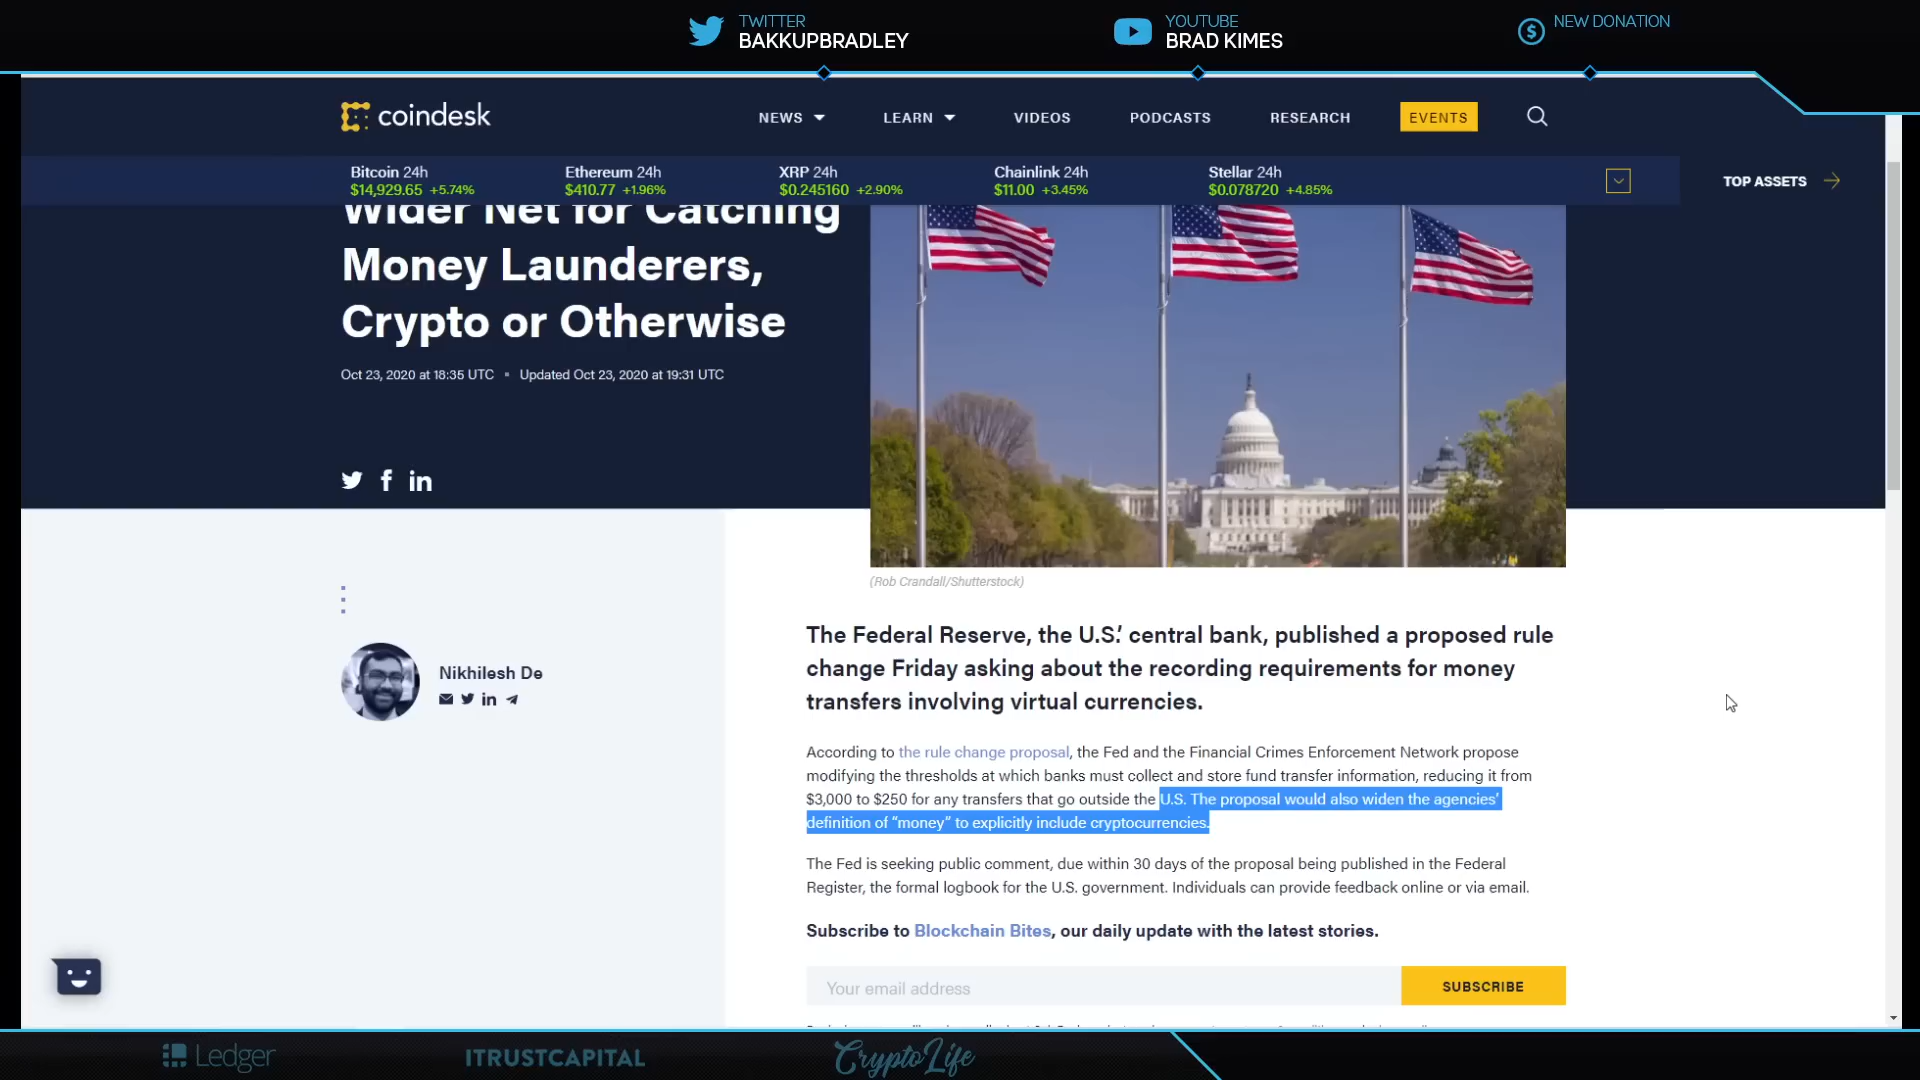 TWITTER
BAKKUPBRADLEY
YOUTUBE
BRAD KIMES
NEW DONATION
coindesk
NEWS
LEARN
VIDEOS
PODCASTS
RESEARCH
EVENTS
Bitcoin 24h
$14,929.65 +5.74%
Ethereum 24h
$410.77 +1.96%
XRP 24h
$0.245160 +2.90%
Chainlink 24h
$11.00 +3.45%
Stellar 24h
$0.078720 +4.85%
TOP ASSETS
Wider Net for Catching
Money Launderers,
Crypto or Otherwise
Oct 23, 2020 at 18:35 UTC • Updated Oct 23, 2020 at 19:31 UTC
(Rob Crandall/Shutterstock)
Nikhilesh De
The Federal Reserve, the U.S.' central bank, published a proposed rule
change Friday asking about the recording requirements for money
transfers involving virtual currencies.
According to the rule change proposal, the Fed and the Financial Crimes Enforcement Network propose
modifying the thresholds at which banks must collect and store fund transfer information, reducing it from
$3,000 to $250 for any transfers that go outside the U.S. The proposal would also widen the agencies'
definition of “money” to explicitly include cryptocurrencies.
The Fed is seeking public comment, due within 30 days of the proposal being published in the Federal
Register, the formal logbook for the U.S. government. Individuals can provide feedback online or via email.
Subscribe to Blockchain Bites, our daily update with the latest stories.
Your email address
SUBSCRIBE
Ledger
ITRUSTCAPITAL
CryptoLife